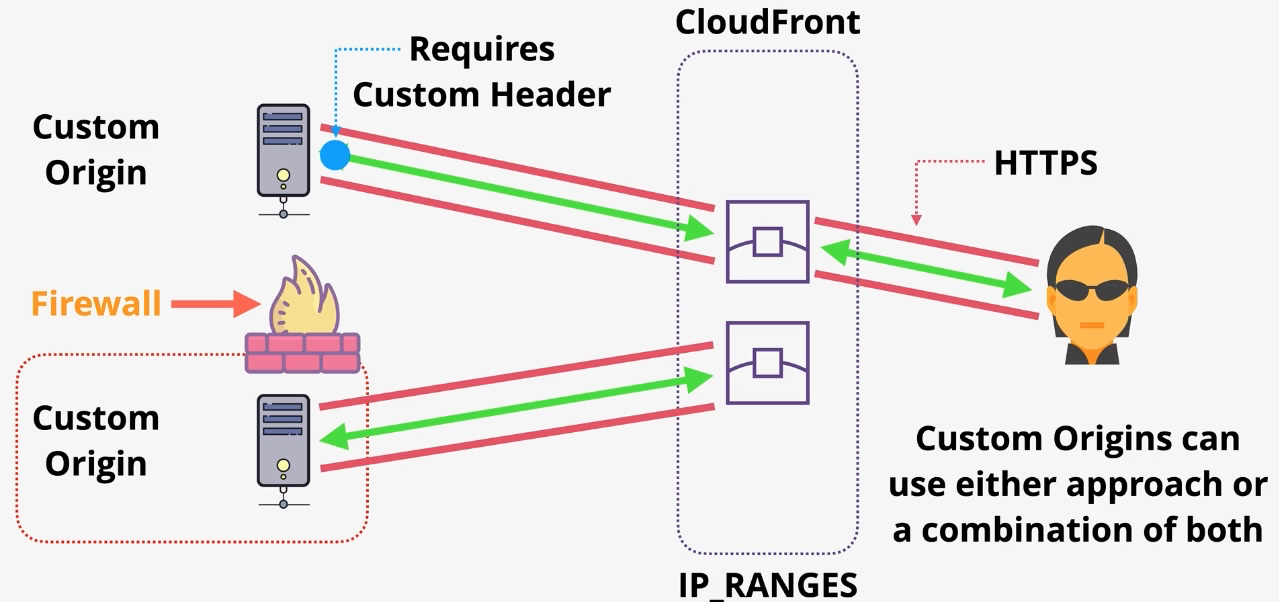 CloudFront
Requires
Custom Header
Custom
Origin
HTTPS
Firewall
Custom
Origin
Custom Origins can
use either approach or
a combination of both
IP_RANGES